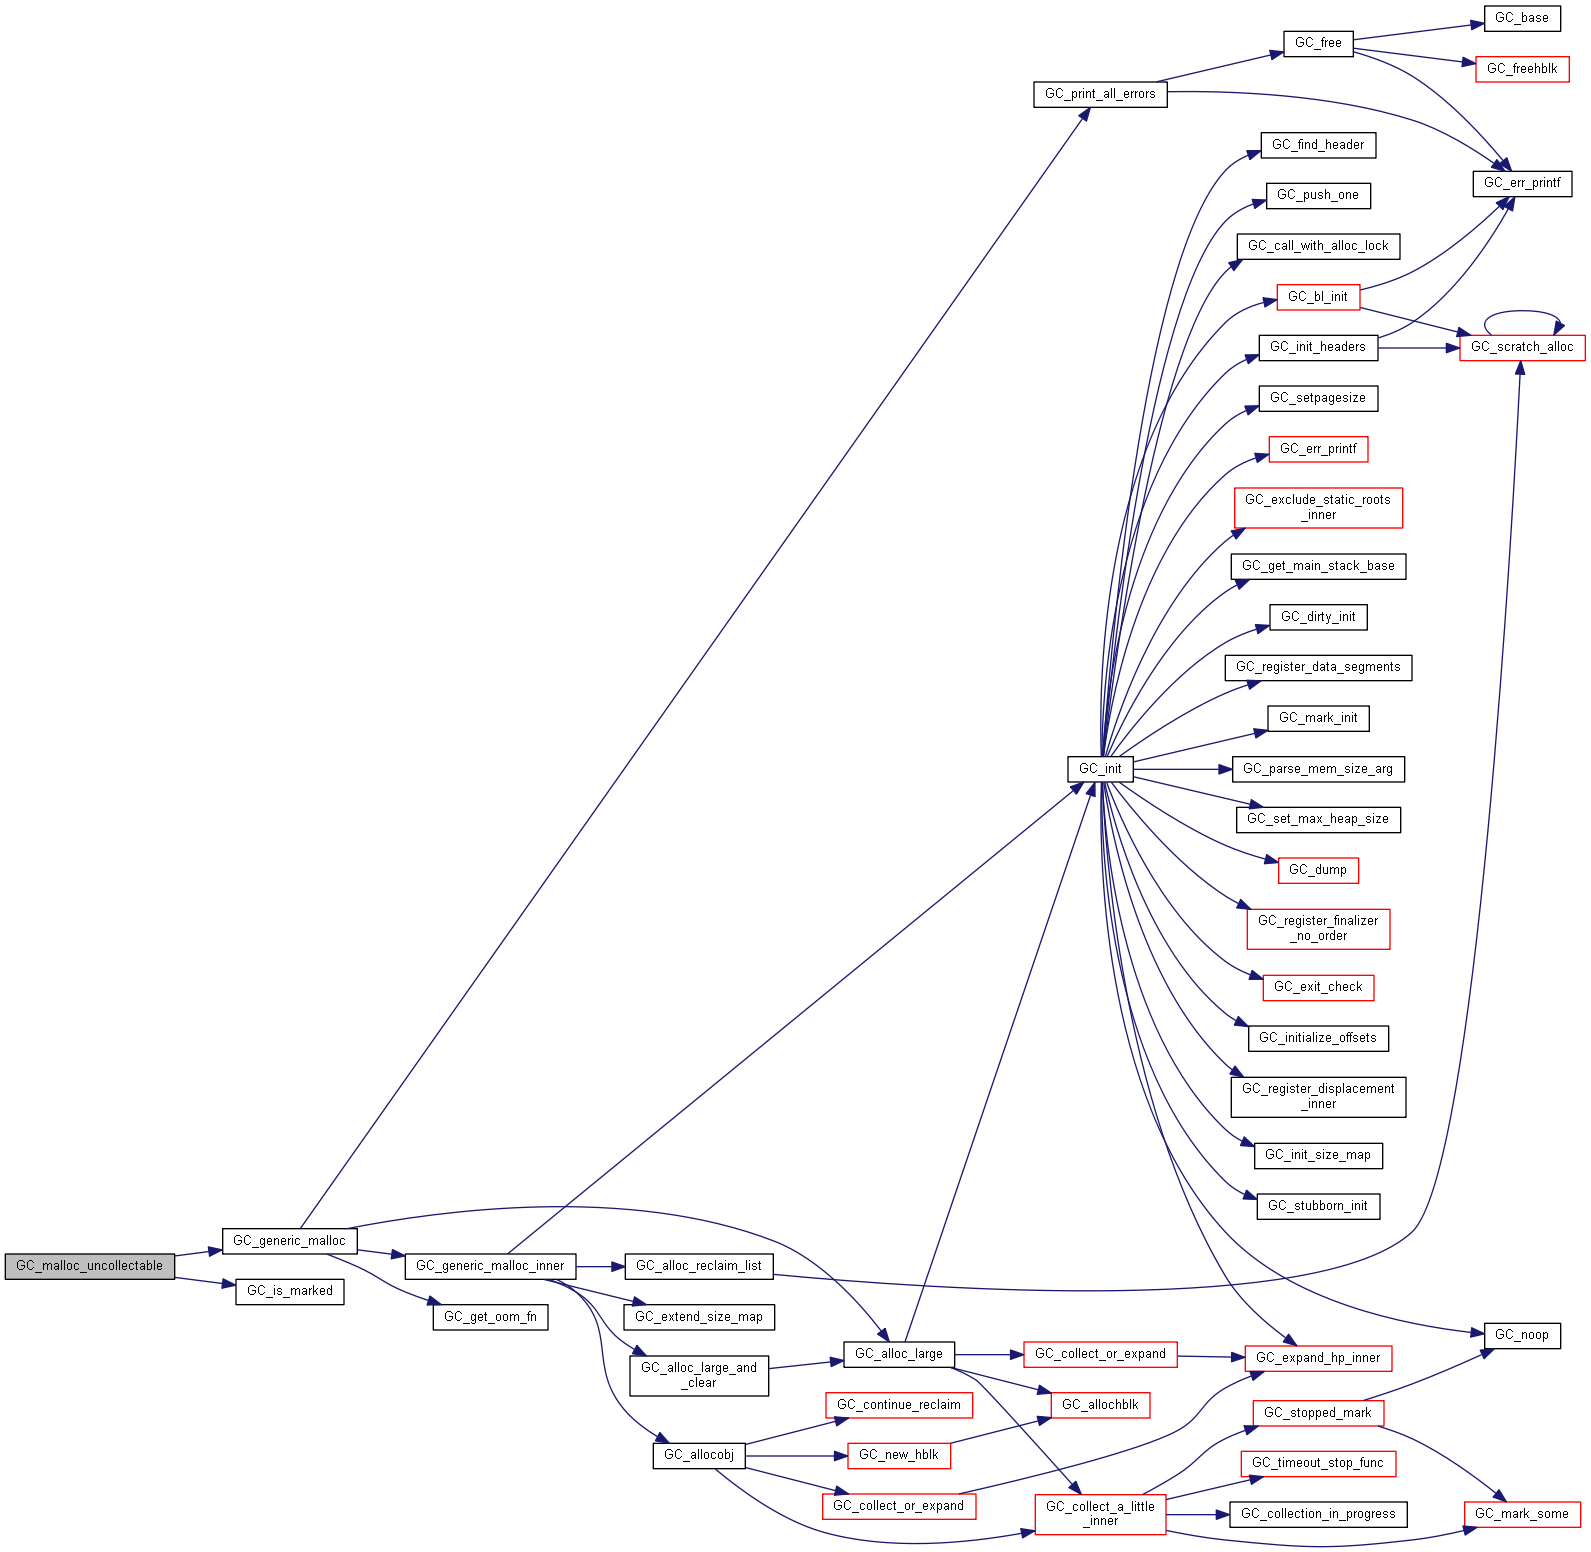 GC_base
GC_free
GC_freehblk
GC_print_all_errors
GC_find_header
GC_err_printf
GC_push_one
GC_call_with_alloc_lock
GC_bl_init
GC_init_headers
GC_scratch_alloc
GC_setpagesize
GC_err_printf
GC_exclude_static_roots
_inner
GC_get_main_stack_base
GC_dirty_init
GC_register_data_segments
GC_mark_init
GC_init
GC_parse_mem_size_arg
GC_set_max_heap_size
GC_dump
GC_register_finalizer
_no_order
GC_exit_check
GC_initialize_offsets
GC_register_displacement
_inner
GC_init_size_map
GC_stubborn_init
GC_generic_malloc
GC_malloc_uncollectable
GC_generic_malloc_inner
GC_alloc_reclaim_list
GC_is_marked
GC_get_oom_fn
GC_extend_size_map
GC_noop
GC_alloc_large
GC_collect_or_expand
GC_expand_hp_inner
GC_alloc_large_and
_clear
GC_continue_reclaim
GC_allochblk
GC_stopped_mark
GC_allocobj
GC_new_hblk
GC_timeout_stop_func
GC_collect_or_expand
GC_collect_a_little
_inner
GC_collection_in_progress
GC_mark_some